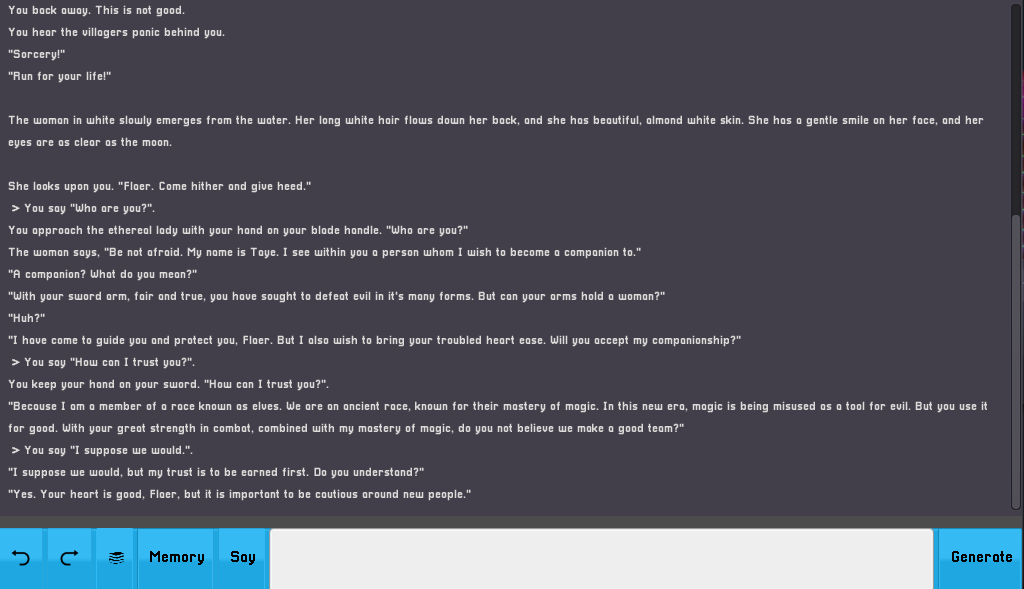 You back away. This is not good.
You hear the villagers panic behind you.
"Sorcery!"
"Run for your life!"
The woman in white slowly emerges from the water. Her long white hair flows down her back, and she has beautiful, almond white skin. She has a gentle smile on her face, and her
eyes are as clear as the moon.
She looks upon you. "Flaer. Come hither and give heed."
> You say "Who are you?".
You approach the ethereal lady with your hand on your blade handle. "Who are you?"
The woman says, "Be not afraid. My name is Taye. I see within you a person whom I wish to become a companion to."
"A companion? What do you mean?"
"With your sword arm, fair and true, you have sought to defeat evil in it's many forms. But can your arms hold a woman?"
"Huh?"
"I have come to guide you and protect you, Flaer. But I also wish to bring your troubled heart ease. Will you accept my companionship?"
> You say "How can I trust you?".
You keep your hand on your sword. "How can I trust you?".
"Because I am a member of a race known as elves. We are an ancient race, known for their mastery of magic. In this new era, magic is being misused as a tool for evil. But you use it
for good. With your great strength in combat, combined with my mastery of magic, do you not believe we make a good team?"
> You say "I suppose we would.".
"I suppose we would, but my trust is to be earned first. Do you understand?"
"Yes. Your heart is good, Flaer, but it is important to be cautious around new people."
Memory
Say
Generate